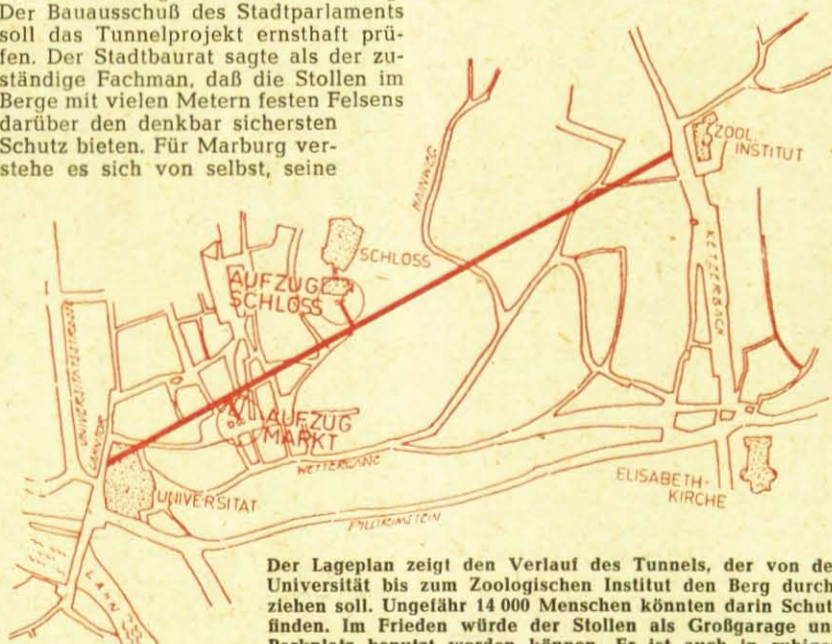 Der Bauausschuß des Stadtparlaments
soll das Tunnelprojekt ernsthaft prü-
fen. Der Stadtbaurat sagte als der zu-
ständige Fachman, daß die Stollen im
Berge mit vielen Metern festen Felsens
darüber den denkbar sichersten
Schutz bieten. Für Marburg ver-
stehe es sich von selbst, seine
ZOOL.
INSTITUT
HAINWEG
SCHLOSS
KETZERBACH
AUFZUG
SCHLOSS
UNIVERSITÄTSSTRASSE
AUFZUG
MARKT
WETTERGANG
ELISABETH-
KIRCHE
UNIVERSITÄT
PILGRIMSTEIN
LAHN
Der Lageplan zeigt den Verlauf des Tunnels, der von de
Universität bis zum Zoologischen Institut den Berg durch
ziehen soll. Ungefähr 14 000 Menschen könnten darin Schut
finden. Im Frieden würde der Stollen als Großgarage un